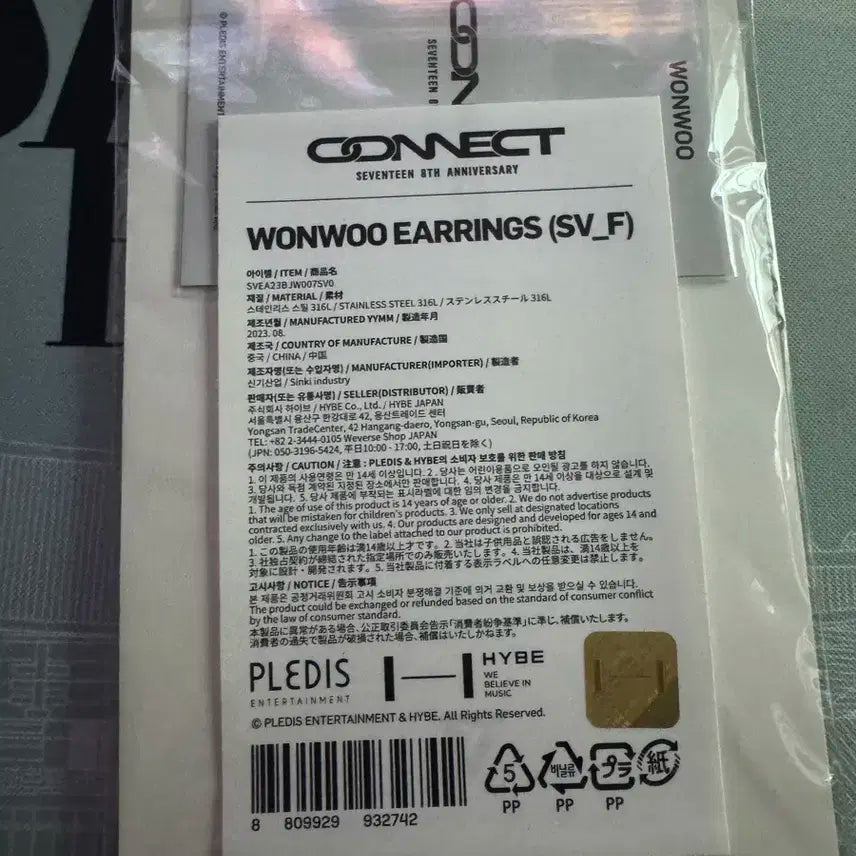 © PLEDIS ENTERTAINMENT
SEVENTEEN 8
WONWOO
CONNECT
SEVENTEEN 8TH ANNIVERSARY
WONWOO EARRINGS (SV_F)
아이템 / ITEM / 商品名
SVEA23BJW007SV0
재질 / MATERIAL / 素材
스테인리스 스틸 316L / STAINLESS STEEL 316L / ステンレススチール 316L
제조년월 / MANUFACTURED YYMM / 製造年月
2023. 08.
제조국 / COUNTRY OF MANUFACTURE / 製造国
중국 / CHINA / 中国
제조자명(또는 수입자명) / MANUFACTURER(IMPORTER) / 製造者
신기산업 / Sinki industry
판매자(또는 유통사명) / SELLER(DISTRIBUTOR) / 販賣者
주식회사 하이브 / HYBE Co., Ltd. / HYBE JAPAN
서울특별시 용산구 한강대로 42, 용산트레이드 센터
Yongsan TradeCenter, 42 Hangang-daero, Yongsan-gu, Seoul, Republic of Korea
TEL: +82 2-3444-0105 Weverse Shop JAPAN
(JPN: 050-3196-5424, 平日10:00 - 17:00, 土日祝日を除く)
주의사항 / CAUTION / 注意 : PLEDIS & HYBE의 소비자 보호를 위한 판매 방침
1. 이 제품의 사용연령은 만 14세 이상입니다. 2. 당사는 어린이용품으로 오인될 광고를 하지 않습니다.
3. 당사와 독점 계약된 지정된 장소에서만 판매합니다. 4. 당사 제품은 만 14세 이상을 대상으로 설계 및
개발됩니다. 5. 당사 제품에 부착되는 표시라벨에 대한 임의 변경을 금지합니다.
1. The age of use of this product is 14 years of age or older. 2. We do not advertise products
that will be mistaken for children's products. 3. We only sell at designated locations
contracted exclusively with us. 4. Our products are designed and developed for ages 14 and
older. 5. Any change to the label attached to our product is prohibited.
1. この製品の使用年齢は満14歳以上才です。2. 当社は子供用品と誤認される広告をしません。
3. 社独占契約が締結された指定場所でのみ販売いたします。4. 当社製品は、満14歳以上を
対象に設計・開発されます。5. 当社製品に付着する表示ラベルへの任意変更は禁止します。
고시사항 / NOTICE / 告示事項
본 제품은 공정거래위원회 고시 소비자 분쟁해결 기준에 의거 교환 및 보상을 받으실 수 있습니다.
The product could be exchanged or refunded based on the standard of consumer conflict
by the law of consumer standard.
本製品に異常がある場合、公正取引委員会告示「消費者紛争基準」に準じ、補償いたします。
消費者の過失で製品が破損された場合、補償はいたしかねます。
PLEDIS
ENTERTAINMENT
HYBE
WE
BELIEVE IN
MUSIC
© PLEDIS ENTERTAINMENT & HYBE. All Rights Reserved.
5 비닐류 プラ 紙
PP PP PP
8 809929 932742